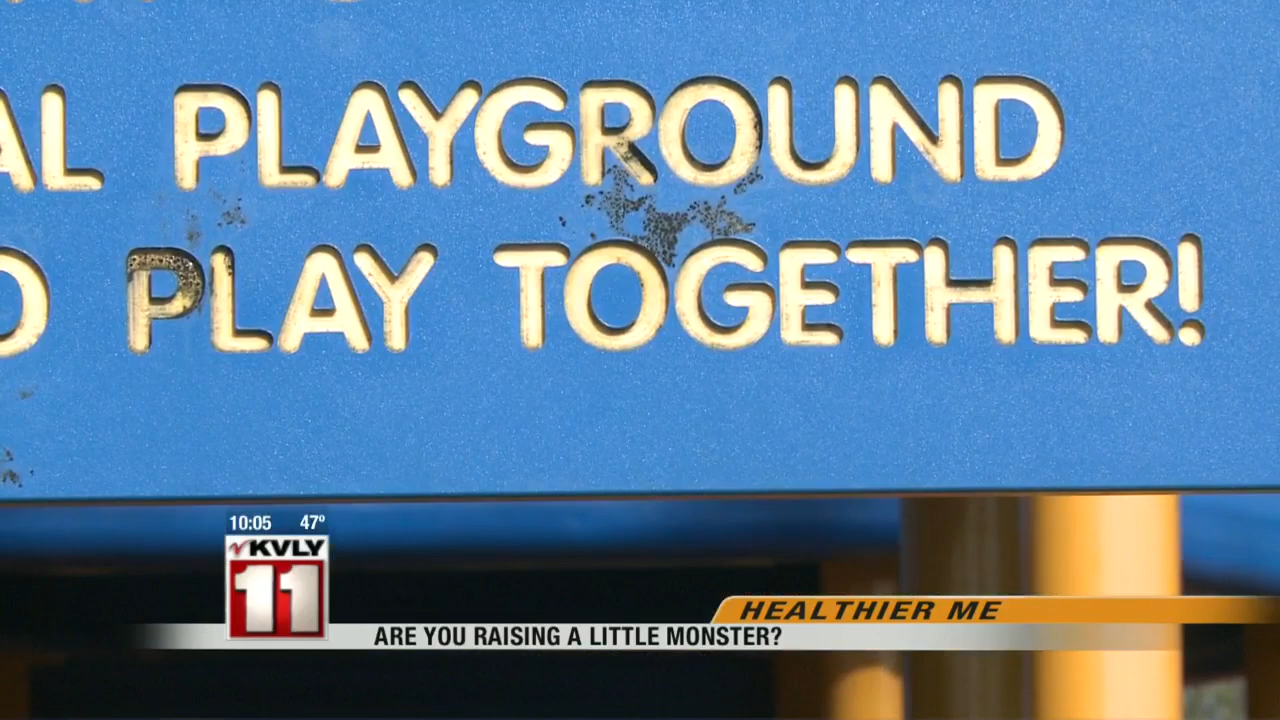 AL PLAYGROUND
O PLAY TOGETHER!
10:05 47°
KVLY
11
HEALTHIER ME
ARE YOU RAISING A LITTLE MONSTER?